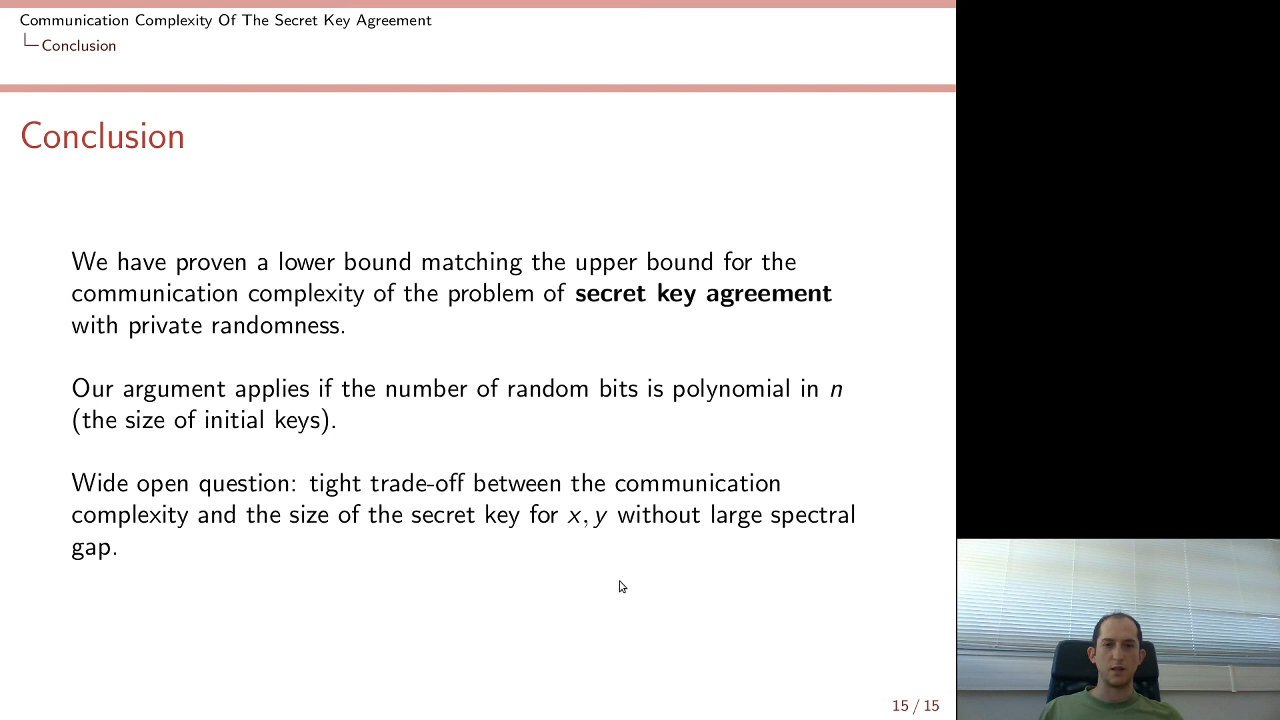 Communication Complexity Of The Secret Key Agreement
Conclusion
Conclusion
We have proven a lower bound matching the upper bound for the
communication complexity of the problem of secret key agreement
with private randomness.
Our argument applies if the number of random bits is polynomial in n
(the size of initial keys).
Wide open question: tight trade-off between the communication
complexity and the size of the secret key for x, y without large spectral
gap.
15 / 15